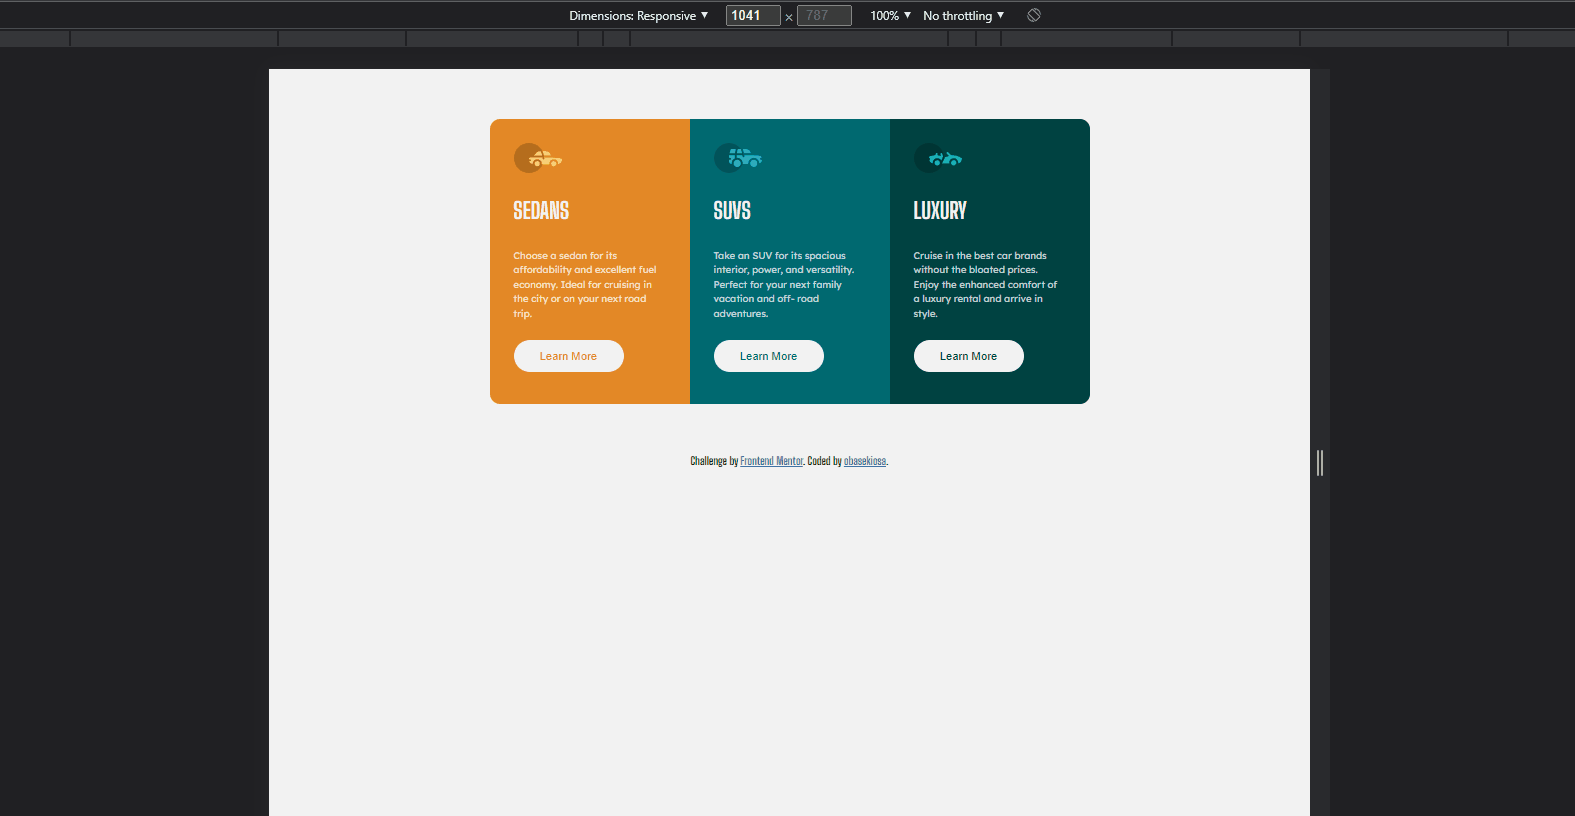 Dimensions: Responsive ▼ 1041 × 787 100% ▼ No throttling ▼
SEDANS
Choose a sedan for its
affordability and excellent fuel
economy. Ideal for cruising in
the city or on your next road
trip.
Learn More
SUVS
Take an SUV for its spacious
interior, power, and versatility.
Perfect for your next family
vacation and off- road
adventures.
Learn More
LUXURY
Cruise in the best car brands
without the bloated prices.
Enjoy the enhanced comfort of
a luxury rental and arrive in
style.
Learn More
Challenge by Frontend Mentor. Coded by obasekiosa.